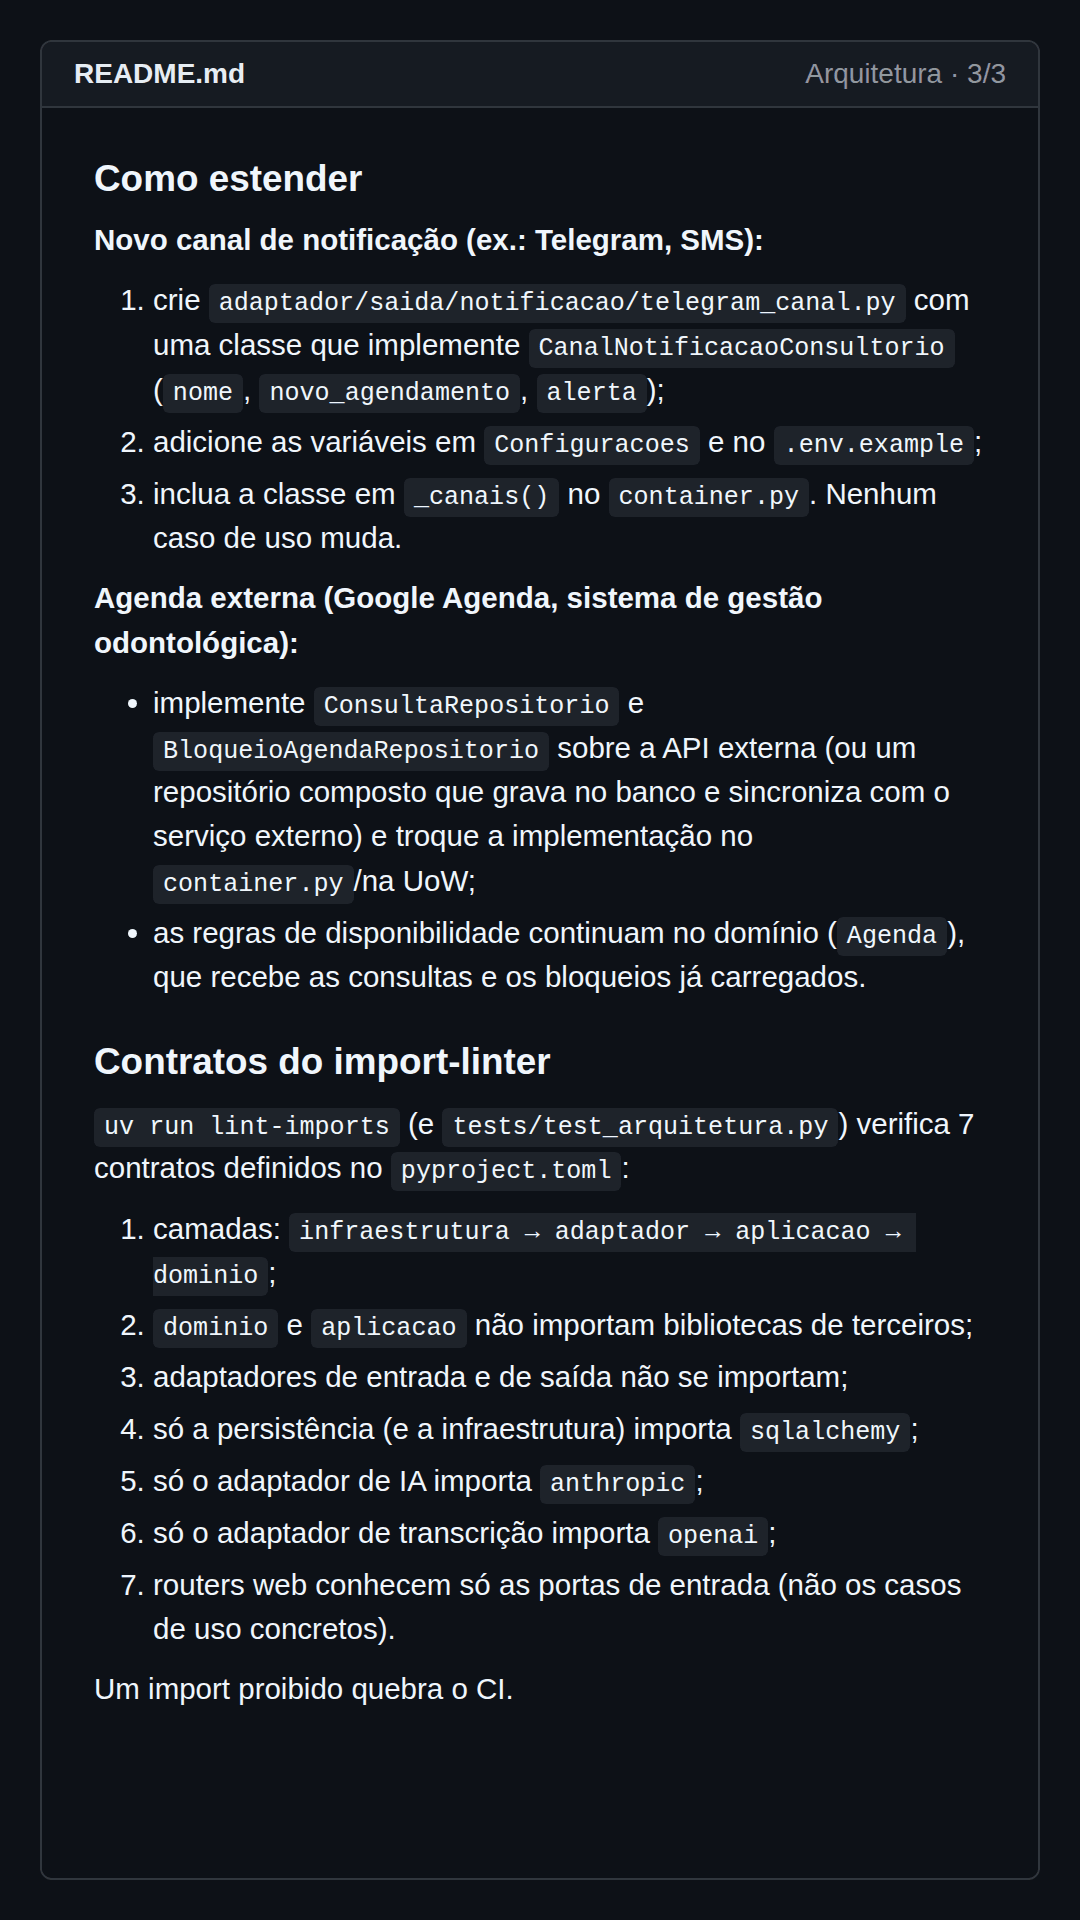 README.md
Arquitetura · 3/3
Como estender
Novo canal de notificação (ex.: Telegram, SMS):
1. crie adaptador/saida/notificacao/telegram_canal.py com
uma classe que implemente CanalNotificacaoConsultorio
(nome, novo_agendamento, alerta);
2. adicione as variáveis em Configuracoes e no .env.example;
3. inclua a classe em _canais() no container.py. Nenhum
caso de uso muda.
Agenda externa (Google Agenda, sistema de gestão
odontológica):
• implemente ConsultaRepositorio e
BloqueioAgendaRepositorio sobre a API externa (ou um
repositório composto que grava no banco e sincroniza com o
serviço externo) e troque a implementação no
container.py/na UoW;
• as regras de disponibilidade continuam no domínio (Agenda),
que recebe as consultas e os bloqueios já carregados.
Contratos do import-linter
uv run lint-imports (e tests/test_arquitetura.py) verifica 7
contratos definidos no pyproject.toml:
1. camadas: infraestrutura → adaptador → aplicacao →
dominio;
2. dominio e aplicacao não importam bibliotecas de terceiros;
3. adaptadores de entrada e de saída não se importam;
4. só a persistência (e a infraestrutura) importa sqlalchemy;
5. só o adaptador de IA importa anthropic;
6. só o adaptador de transcrição importa openai;
7. routers web conhecem só as portas de entrada (não os casos
de uso concretos).
Um import proibido quebra o CI.